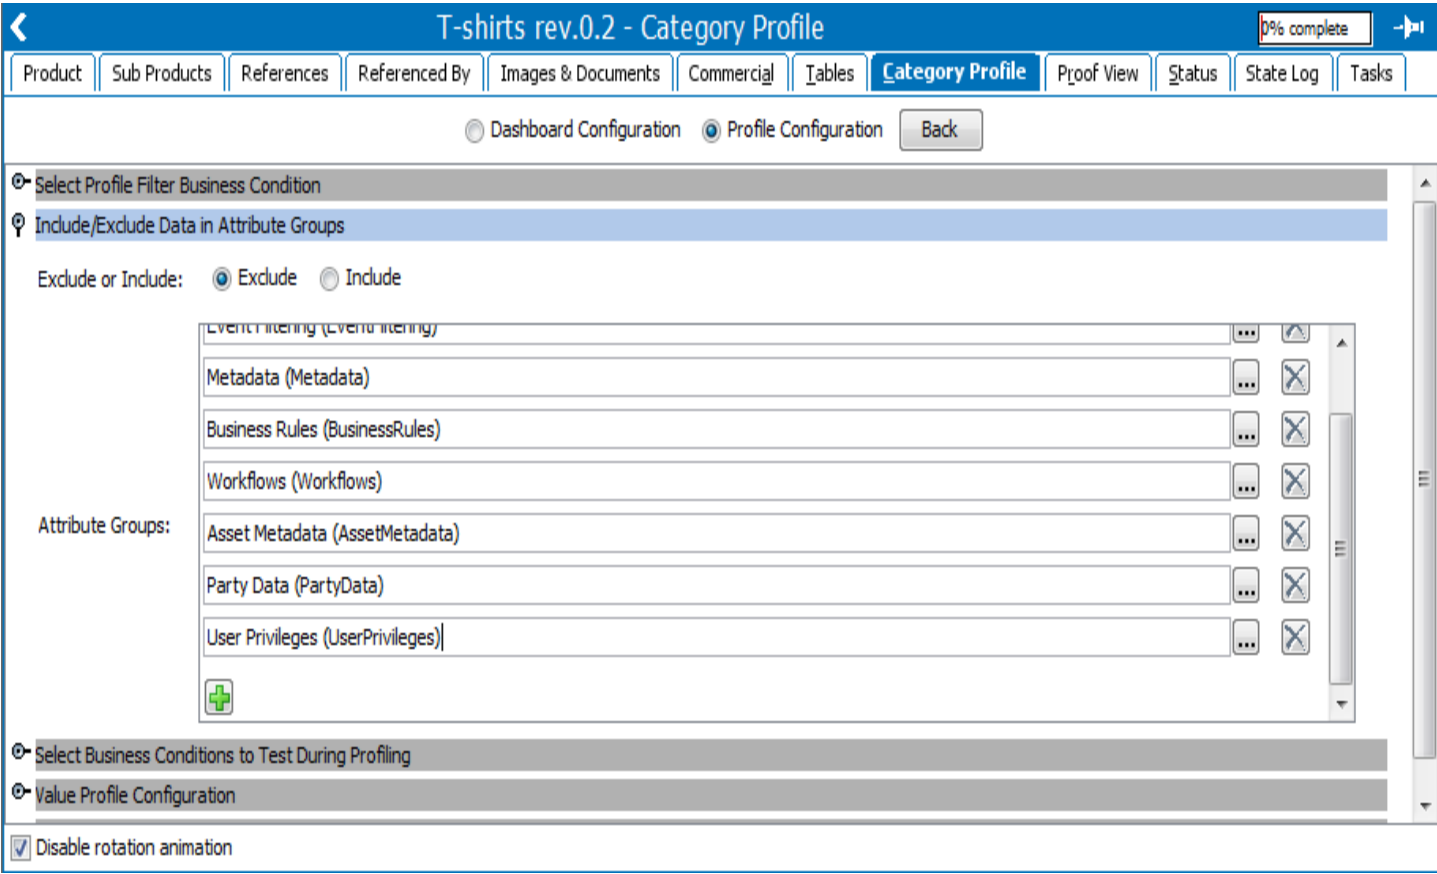 T-shirts rev.0.2 - Category Profile
0% complete
Product Sub Products References Referenced By Images & Documents Commercial Tables Category Profile Proof View Status State Log Tasks
Dashboard Configuration Profile Configuration Back
Select Profile Filter Business Condition
Include/Exclude Data in Attribute Groups
Exclude or Include: Exclude Include
Event Filtering (EventFiltering)
Metadata (Metadata)
Business Rules (BusinessRules)
Workflows (Workflows)
Attribute Groups:
Asset Metadata (AssetMetadata)
Party Data (PartyData)
User Privileges (UserPrivileges)
Select Business Conditions to Test During Profiling
Value Profile Configuration
Disable rotation animation